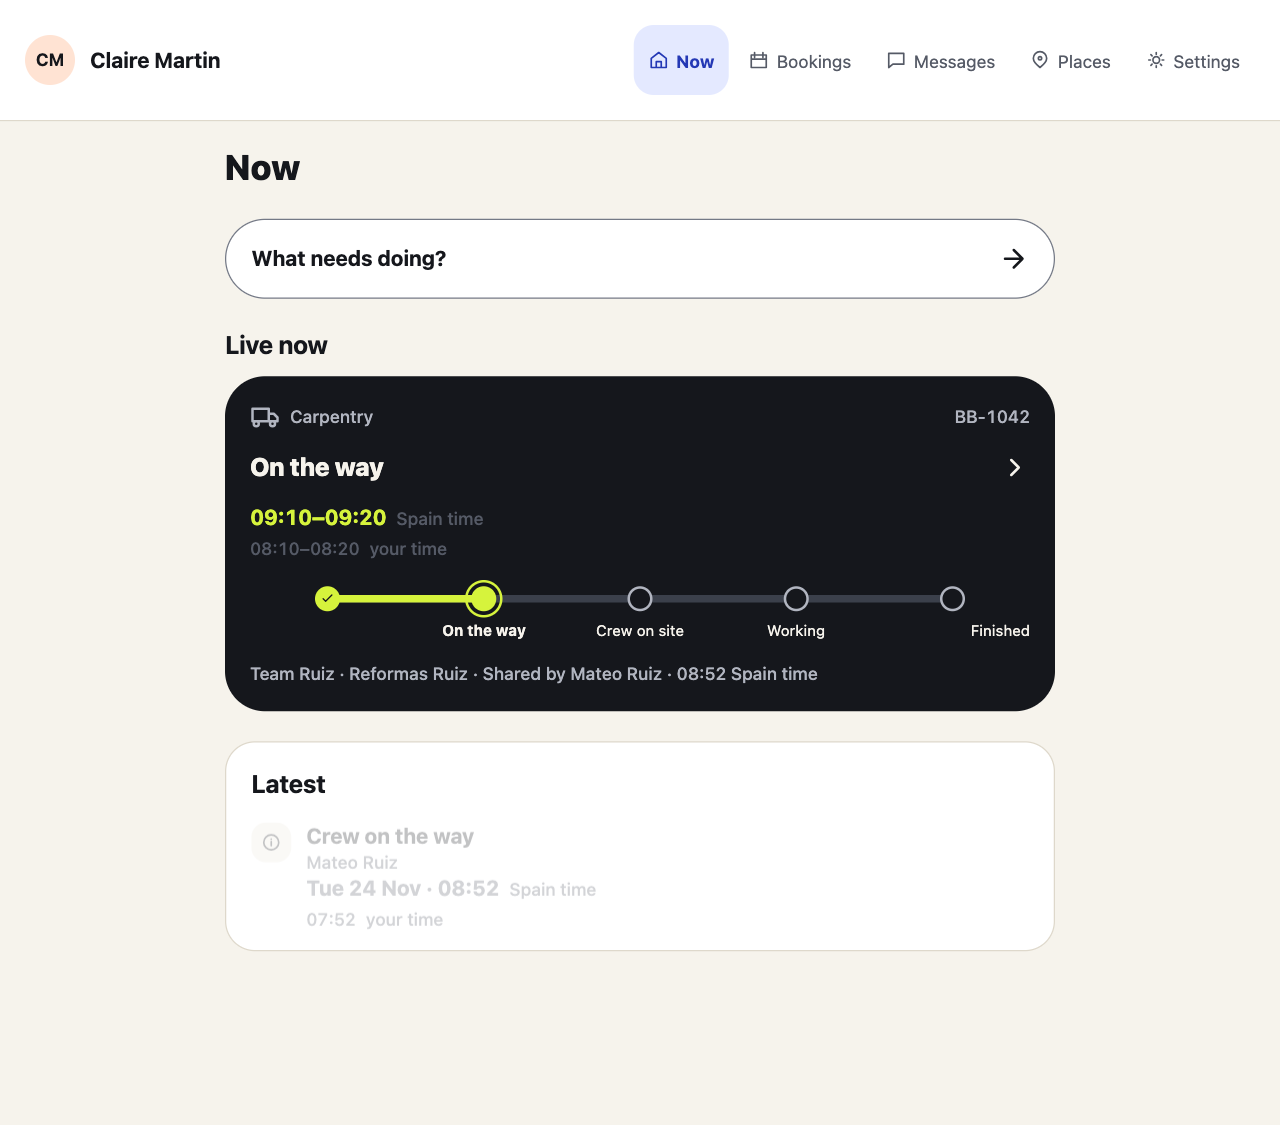 CM Claire Martin
Now Bookings Messages Places Settings
Now
What needs doing?
Live now
Carpentry BB-1042
On the way
09:10–09:20 Spain time
08:10–08:20 your time
On the way Crew on site Working Finished
Team Ruiz · Reformas Ruiz · Shared by Mateo Ruiz · 08:52 Spain time
Latest
Crew on the way
Mateo Ruiz
Tue 24 Nov · 08:52 Spain time
07:52 your time